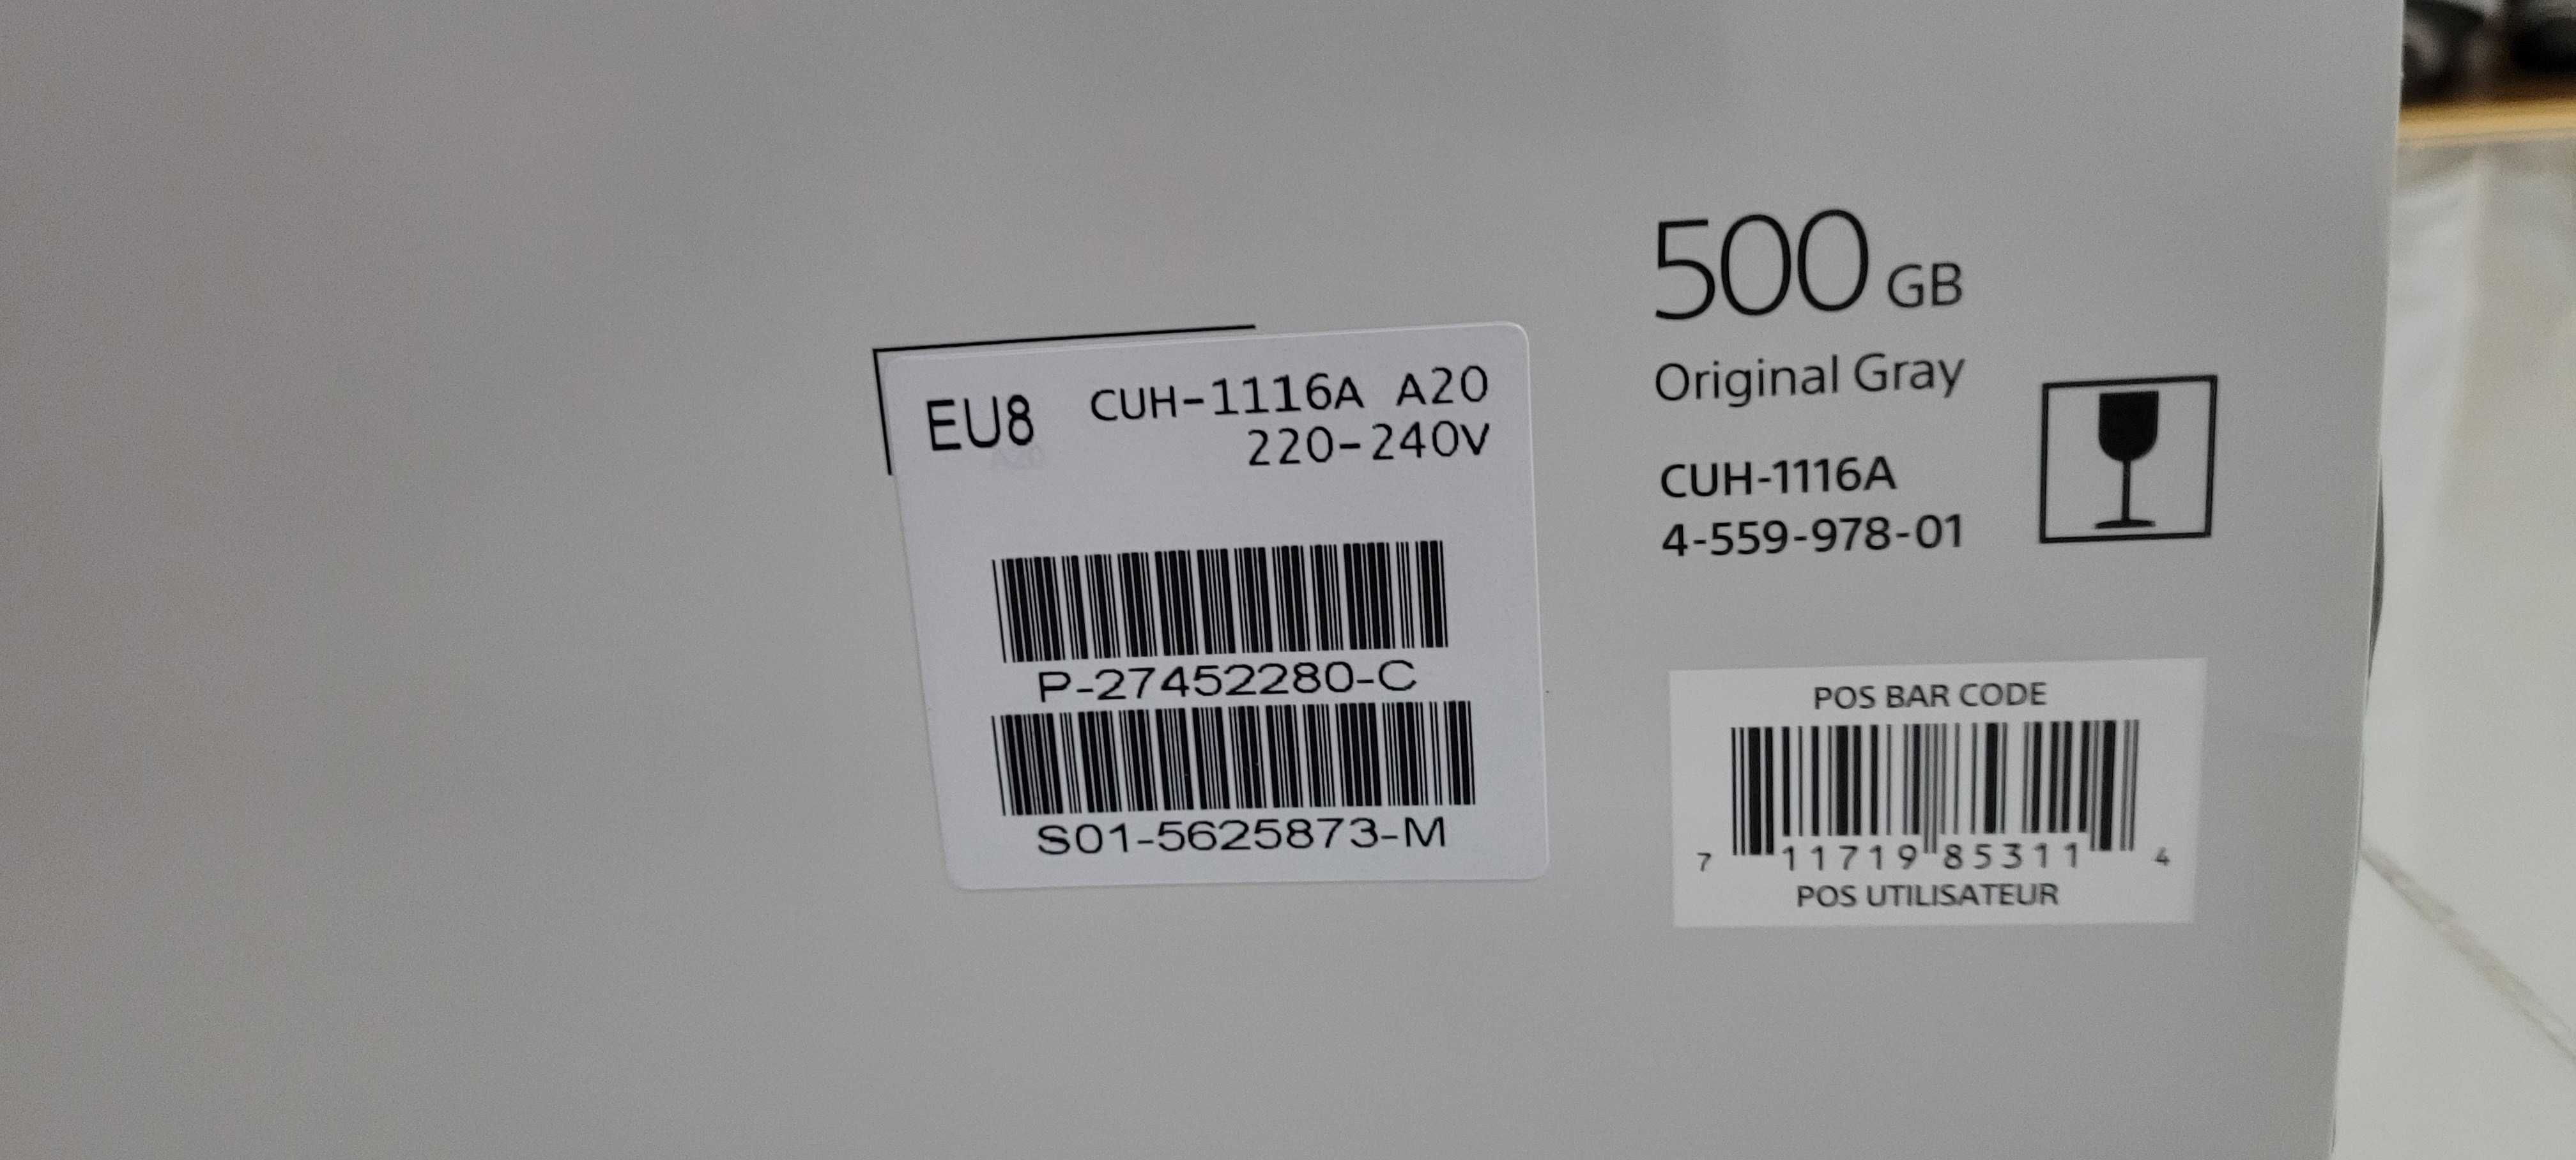 EU8 CUH-1116A A20
220-240V
P-27452280-C
S01-5625873-M
500 GB
Original Gray
CUH-1116A
4-559-978-01
POS BAR CODE
7 11719 85311 4
POS UTILISATEUR